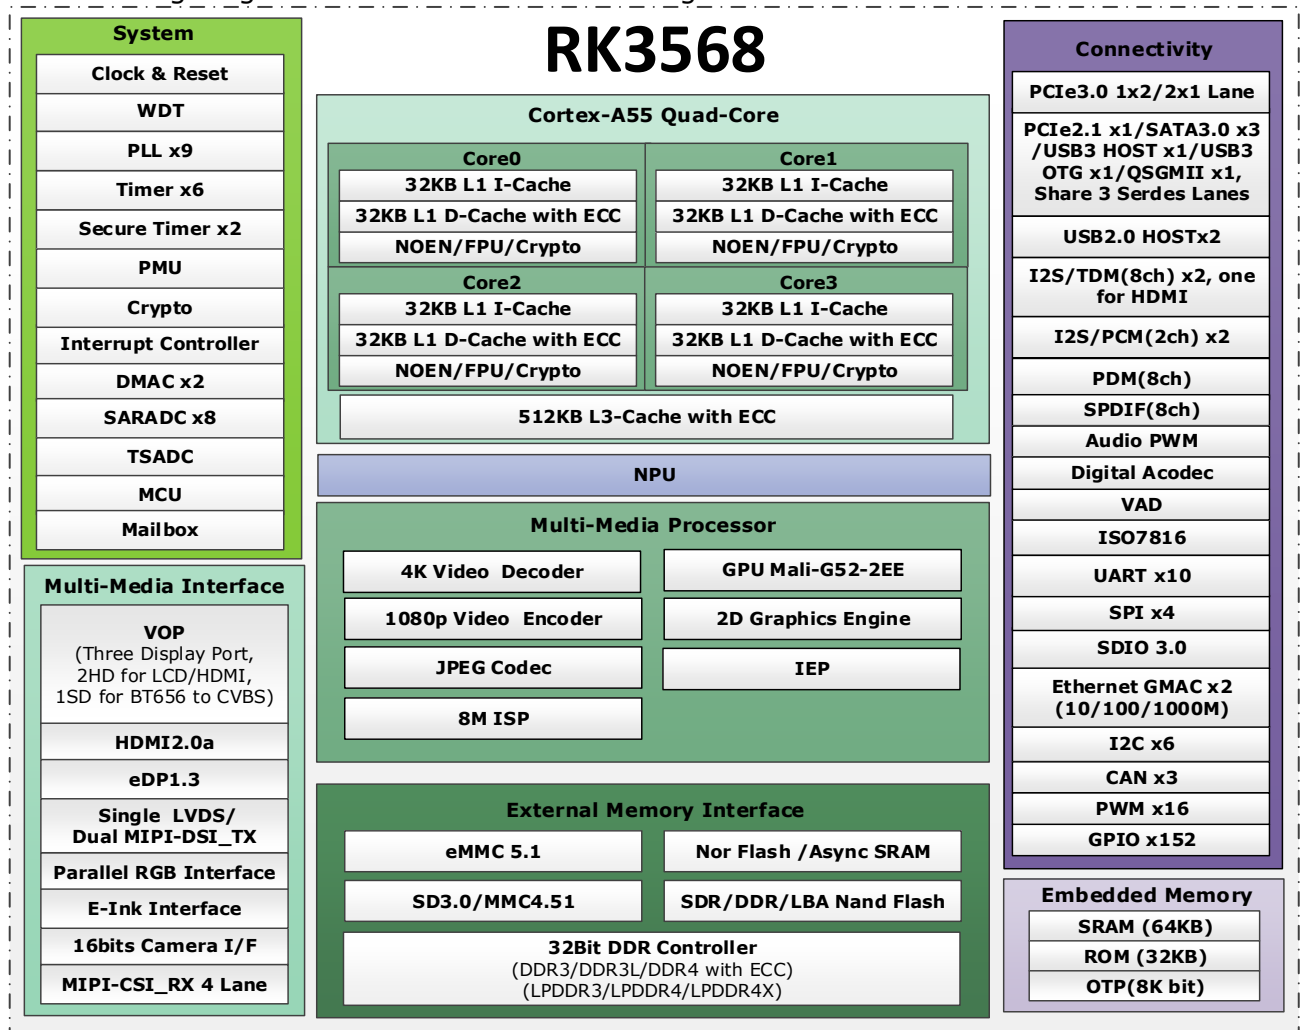 RK3568
System
Clock & Reset
WDT
PLL x9
Timer x6
Secure Timer x2
PMU
Crypto
Interrupt Controller
DMAC x2
SARADC x8
TSADC
MCU
Mailbox
Multi-Media Interface
VOP
(Three Display Port,
2HD for LCD/HDMI,
1SD for BT656 to CVBS)
HDMI2.0a
eDP1.3
Single LVDS/
Dual MIPI-DSI_TX
Parallel RGB Interface
E-Ink Interface
16bits Camera I/F
MIPI-CSI_RX 4 Lane
Cortex-A55 Quad-Core
Core0
32KB L1 I-Cache
32KB L1 D-Cache with ECC
NOEN/FPU/Crypto
Core1
32KB L1 I-Cache
32KB L1 D-Cache with ECC
NOEN/FPU/Crypto
Core2
32KB L1 I-Cache
32KB L1 D-Cache with ECC
NOEN/FPU/Crypto
Core3
32KB L1 I-Cache
32KB L1 D-Cache with ECC
NOEN/FPU/Crypto
512KB L3-Cache with ECC
NPU
Multi-Media Processor
4K Video Decoder
GPU Mali-G52-2EE
1080p Video Encoder
2D Graphics Engine
JPEG Codec
IEP
8M ISP
External Memory Interface
eMMC 5.1
Nor Flash /Async SRAM
SD3.0/MMC4.51
SDR/DDR/LBA Nand Flash
32Bit DDR Controller
(DDR3/DDR3L/DDR4 with ECC)
(LPDDR3/LPDDR4/LPDDR4X)
Connectivity
PCIe3.0 1x2/2x1 Lane
PCIe2.1 x1/SATA3.0 x3
/USB3 HOST x1/USB3
OTG x1/QSGMII x1,
Share 3 Serdes Lanes
USB2.0 HOSTx2
I2S/TDM(8ch) x2, one
for HDMI
I2S/PCM(2ch) x2
PDM(8ch)
SPDIF(8ch)
Audio PWM
Digital Acodec
VAD
ISO7816
UART x10
SPI x4
SDIO 3.0
Ethernet GMAC x2
(10/100/1000M)
I2C x6
CAN x3
PWM x16
GPIO x152
Embedded Memory
SRAM (64KB)
ROM (32KB)
OTP(8K bit)